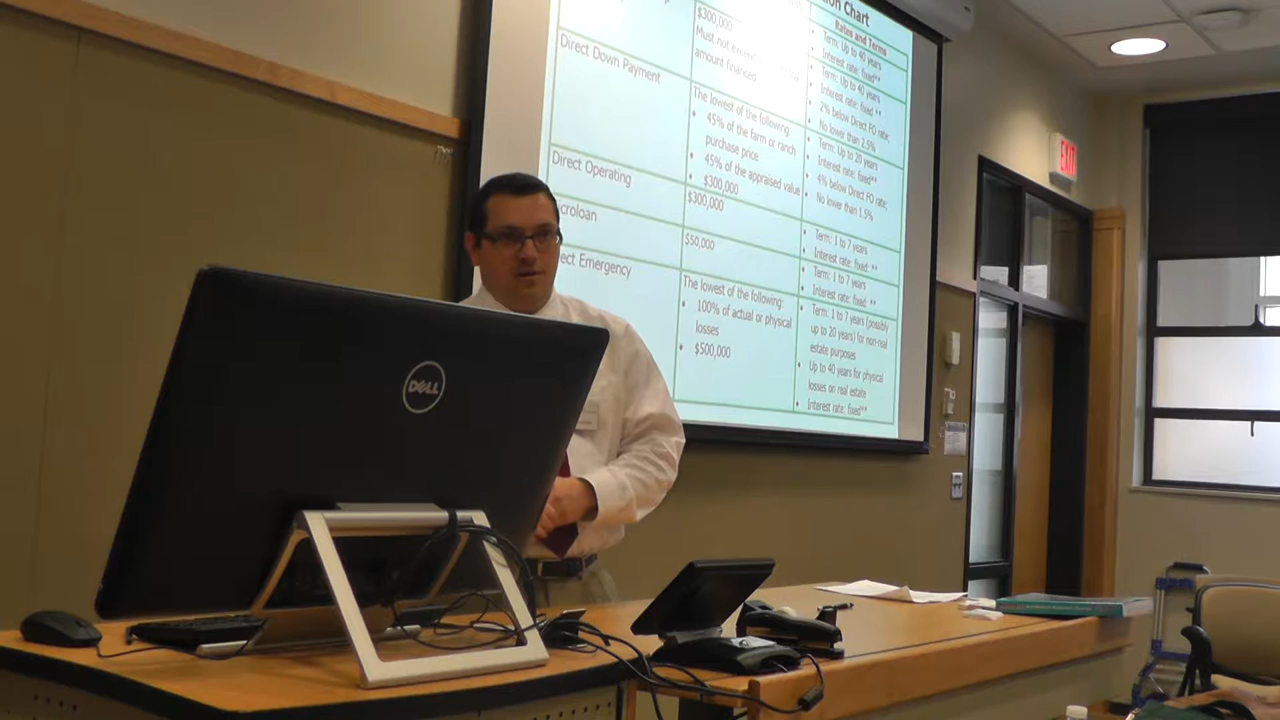 on Chart
Rates and Terms
$300,000
Must not exceed
amount financed
• Term: Up to 40 years
• Interest rate: fixed**
Direct Down Payment
The lowest of the following
• 45% of the farm or ranch
purchase price
• 45% of the appraised value
• $300,000
• Term: Up to 40 years
• Interest rate: fixed **
• 2% below Direct FO rate;
No lower than 2.5%
• Term: Up to 20 years
• Interest rate: fixed**
• 4% below Direct FO rate;
No lower than 1.5%
Direct Operating
$300,000
• Term: 1 to 7 years
• Interest rate: fixed: **
croloan
$50,000
• Term: 1 to 7 years
• Interest rate: fixed: **
ect Emergency
The lowest of the following:
• 100% of actual or physical
losses
• $500,000
• Term: 1 to 7 years (possibly
up to 20 years) for non-real
estate purposes
• Up to 40 years for physical
losses on real estate
• Interest rate: fixed**
EXIT
DELL